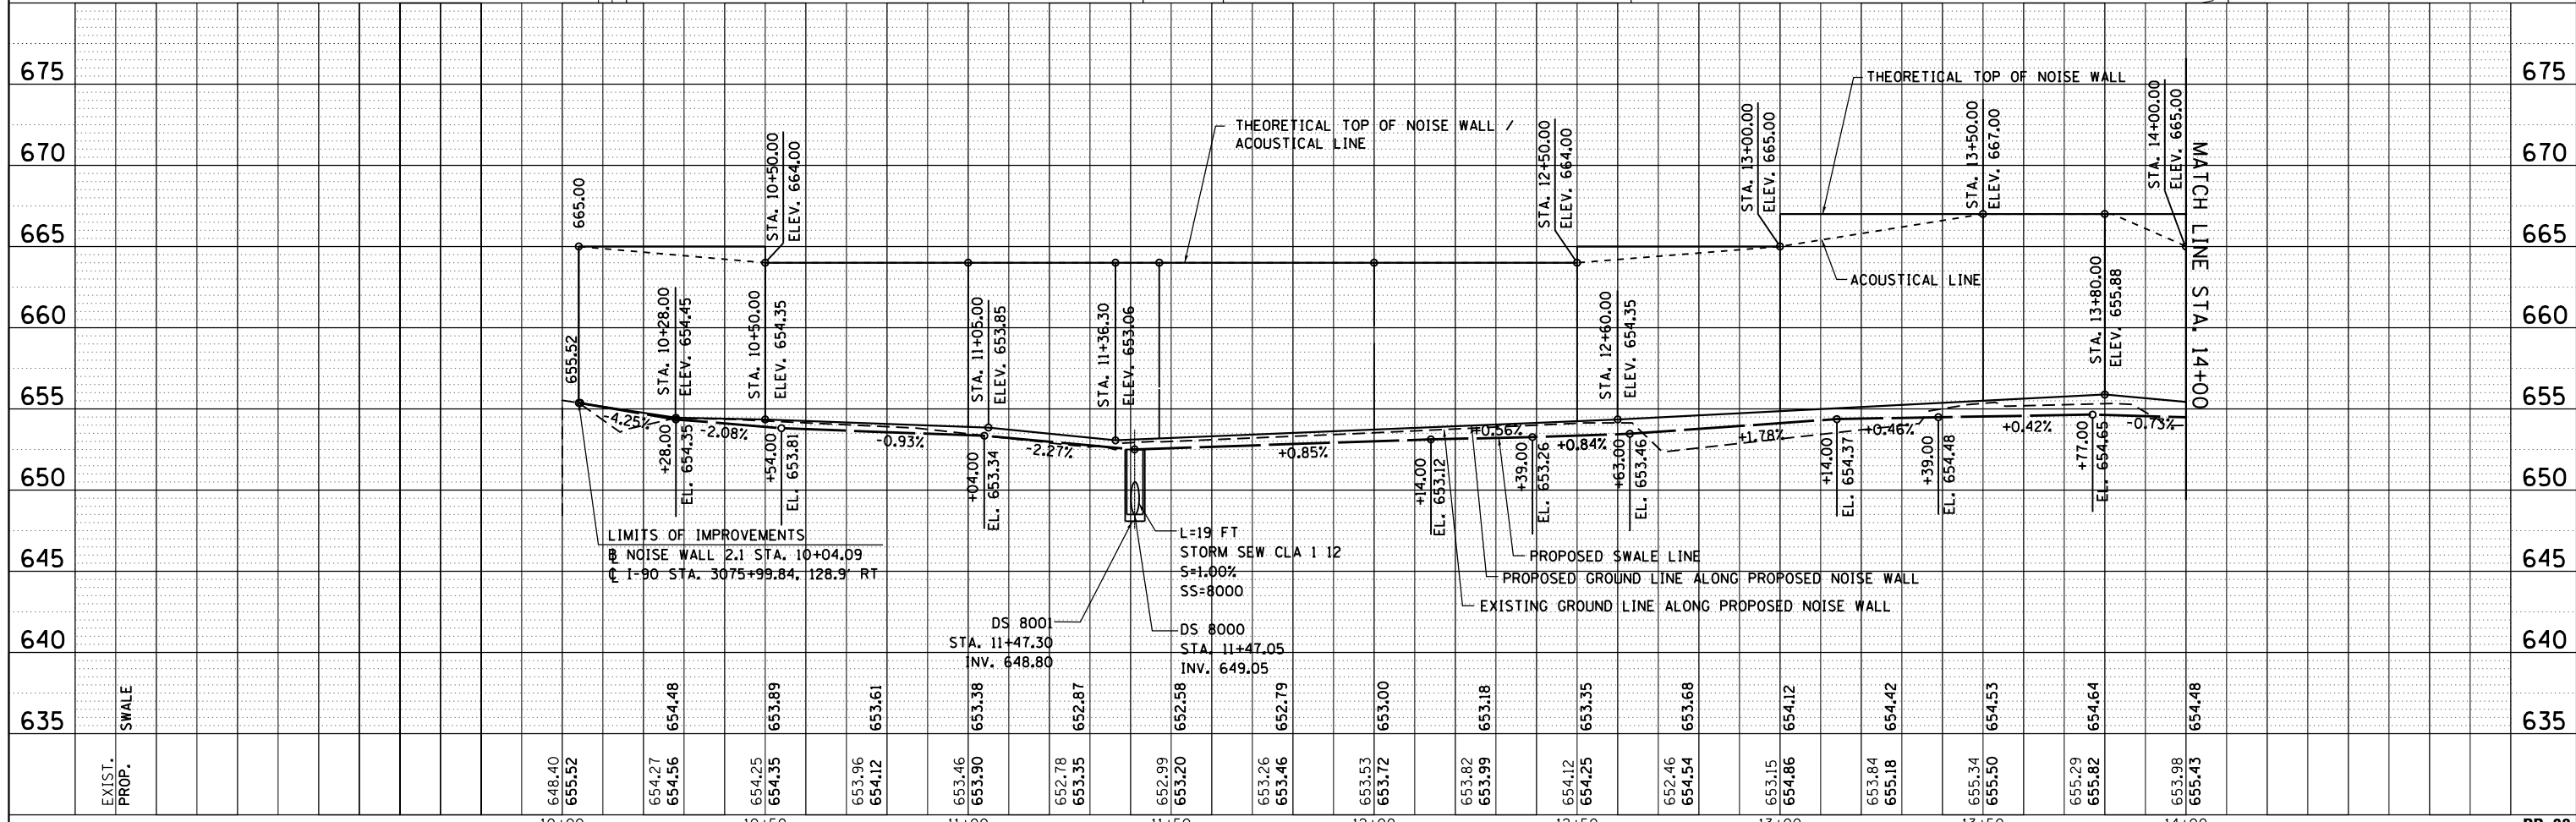 675
670
665
660
655
650
645
640
635
675
670
665
660
655
650
645
640
635
665.00
655.52
STA. 10+50.00
ELEV. 664.00
THEORETICAL TOP OF NOISE WALL /
ACOUSTICAL LINE
STA. 12+50.00
ELEV. 664.00
STA. 13+00.00
ELEV. 665.00
THEORETICAL TOP OF NOISE WALL
STA. 13+50.00
ELEV. 667.00
STA. 14+00.00
ELEV. 665.00
MATCH LINE STA. 14+00
ACOUSTICAL LINE
STA. 10+28.00
ELEV. 654.45
STA. 10+50.00
ELEV. 654.35
STA. 11+05.00
ELEV. 653.85
STA. 11+36.30
ELEV. 653.06
STA. 12+60.00
ELEV. 654.35
STA. 13+80.00
ELEV. 655.88
-4.25%
-2.08%
-0.93%
-2.27%
+0.85%
+0.56%
+0.84%
+1.78%
+0.46%
+0.42%
-0.73%
+28.00
EL. 654.35
+54.00
EL. 653.81
+04.00
EL. 653.34
+14.00
EL. 653.12
+39.00
EL. 653.26
+63.00
EL. 653.46
+14.00
EL. 654.37
+39.00
EL. 654.48
+77.00
EL. 654.65
LIMITS OF IMPROVEMENTS
℄ NOISE WALL 2.1 STA. 10+04.09
℄ I-90 STA. 3075+99.84, 128.9' RT
L=19 FT
STORM SEW CLA 1 12
S=1.00%
SS=8000
DS 8001
STA. 11+47.30
INV. 648.80
DS 8000
STA. 11+47.05
INV. 649.05
PROPOSED SWALE LINE
PROPOSED GROUND LINE ALONG PROPOSED NOISE WALL
EXISTING GROUND LINE ALONG PROPOSED NOISE WALL
SWALE
654.48
653.89
653.61
653.38
652.87
652.58
652.79
653.00
653.18
653.35
653.68
654.12
654.42
654.53
654.64
654.48
EXIST.
PROP.
648.40
655.52
654.27
654.56
654.25
654.35
653.96
654.12
653.46
653.90
652.78
653.35
652.99
653.20
653.26
653.46
653.53
653.72
653.82
653.99
654.12
654.25
652.46
654.54
653.15
654.86
653.84
655.18
655.34
655.50
655.29
655.82
653.98
655.43